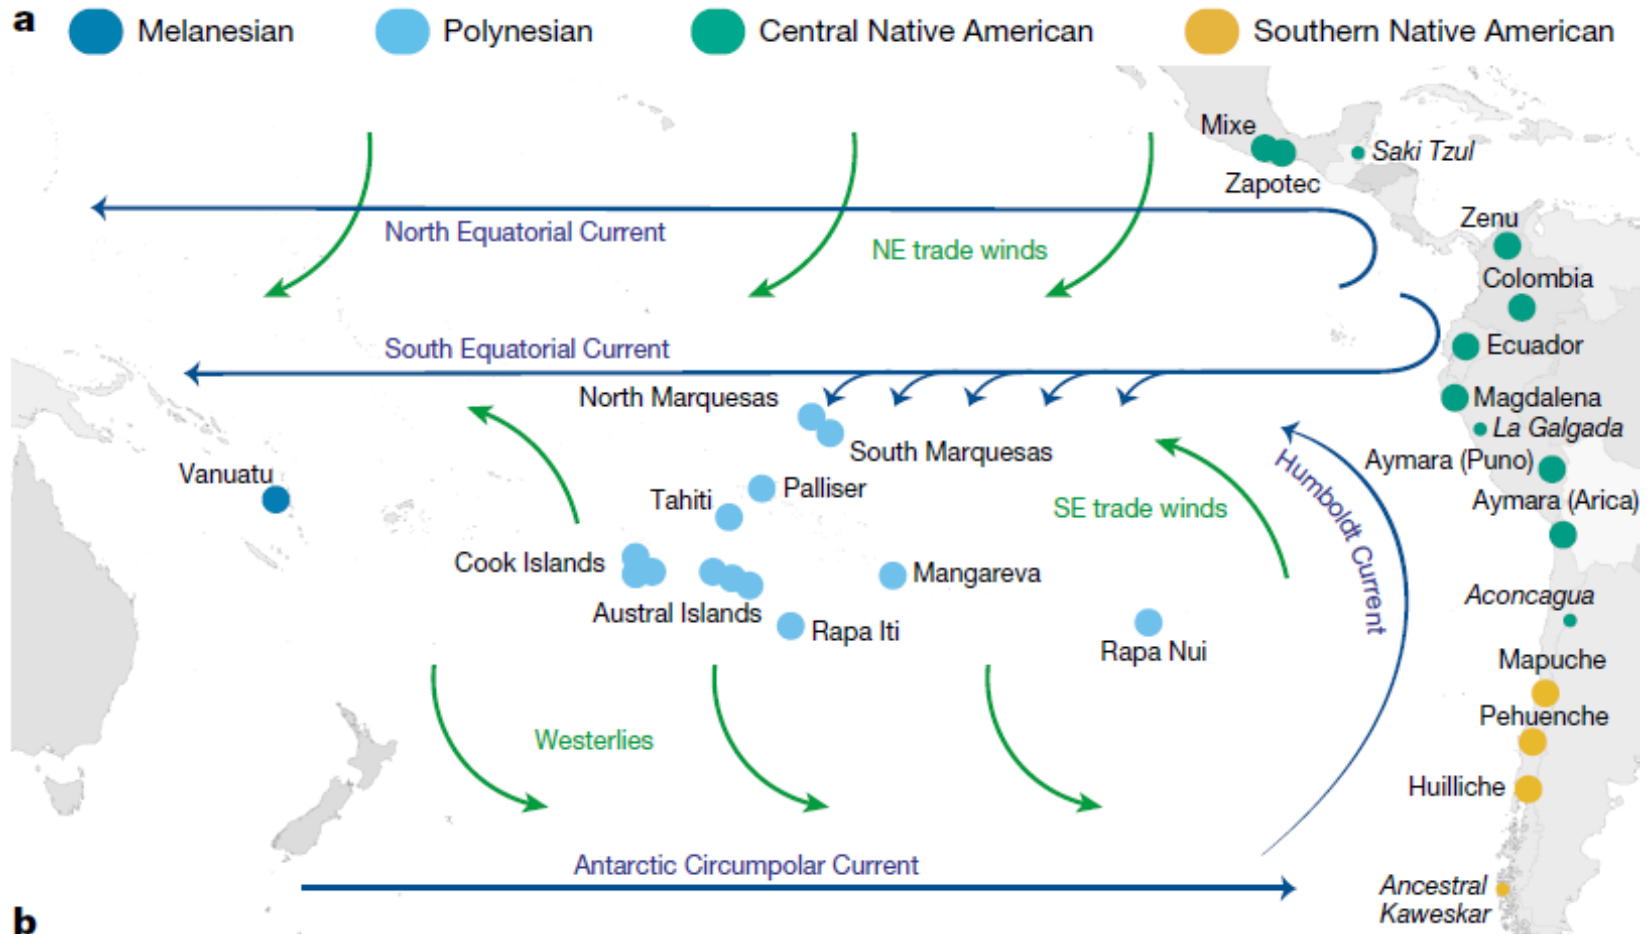 a
Melanesian
Polynesian
Central Native American
Southern Native American
Mixe
Saki Tzul
Zapotec
Zenu
North Equatorial Current
NE trade winds
Colombia
South Equatorial Current
Ecuador
North Marquesas
Magdalena
La Galgada
South Marquesas
Aymara (Puno)
Vanuatu
Palliser
Tahiti
SE trade winds
Humboldt Current
Aymara (Arica)
Cook Islands
Mangareva
Austral Islands
Aconcagua
Rapa Iti
Rapa Nui
Mapuche
Pehuenche
Westerlies
Huilliche
Antarctic Circumpolar Current
Ancestral
Kaweskar
b